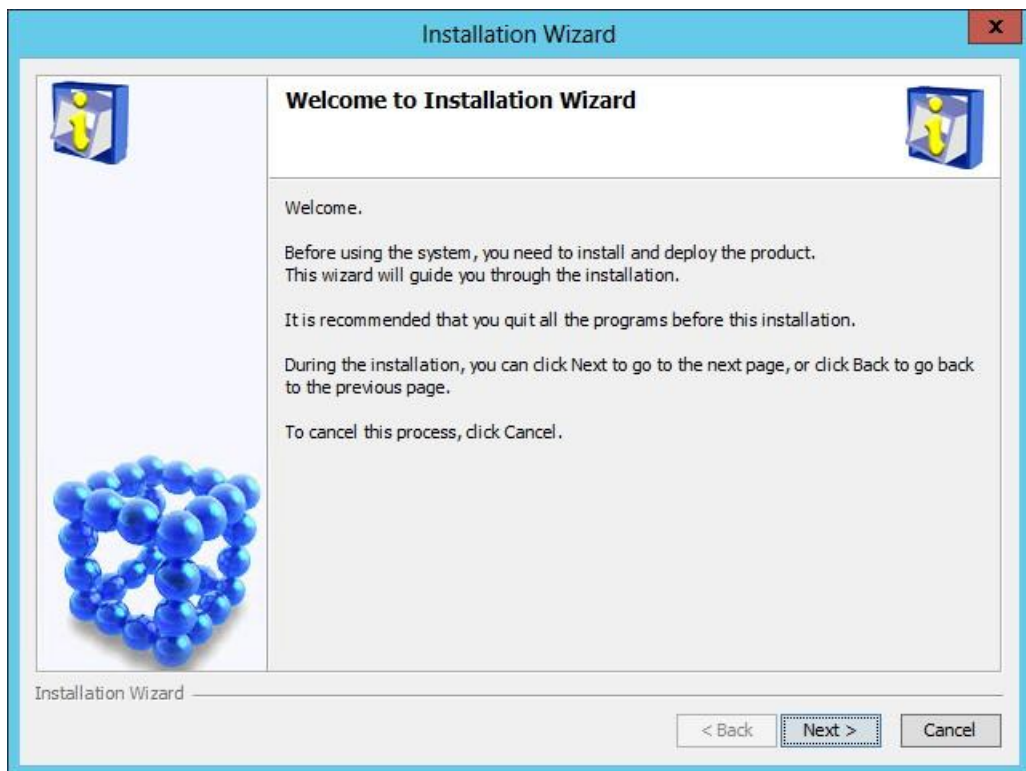 Installation Wizard
x
Welcome to Installation Wizard
Welcome.
Before using the system, you need to install and deploy the product.
This wizard will guide you through the installation.
It is recommended that you quit all the programs before this installation.
During the installation, you can click Next to go to the next page, or click Back to go back
to the previous page.
To cancel this process, click Cancel.
Installation Wizard
< Back Next > Cancel